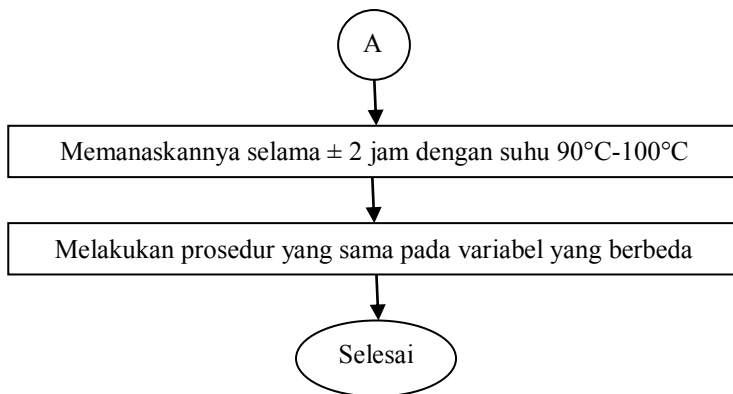 A
Memanaskannya selama ± 2 jam dengan suhu 90°C-100°C
Melakukan prosedur yang sama pada variabel yang berbeda
Selesai